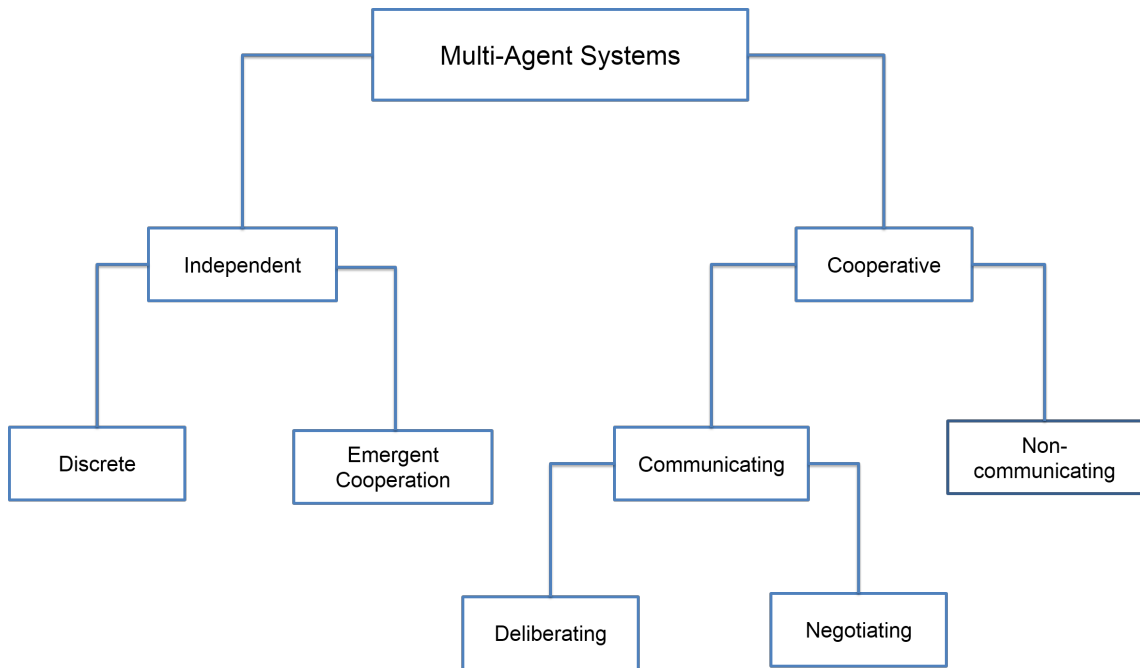 Multi-Agent Systems
Independent
Cooperative
Discrete
Emergent
Cooperation
Communicating
Non-
communicating
Deliberating
Negotiating